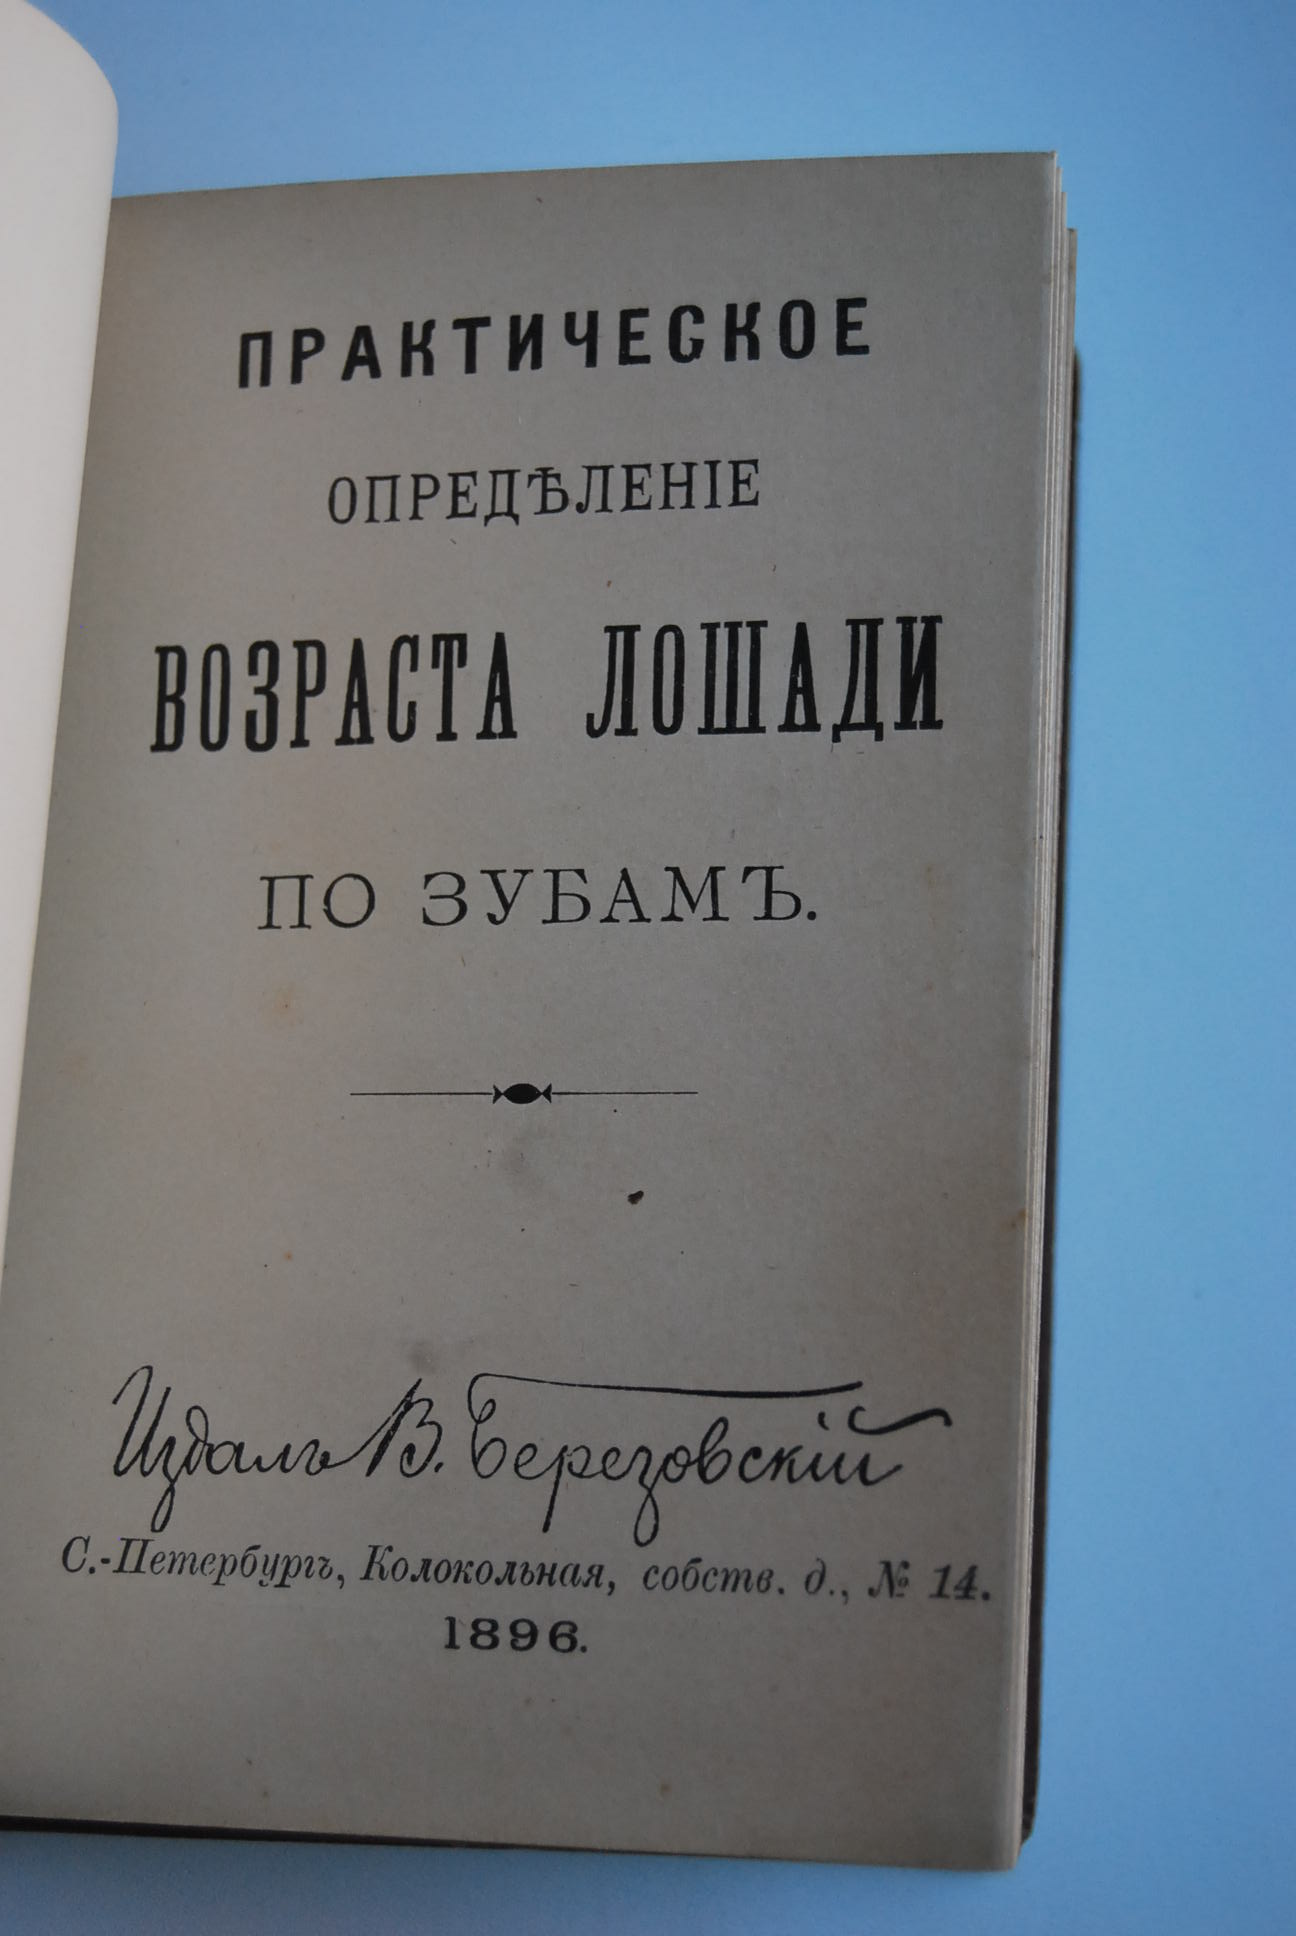 ПРАКТИЧЕСКОЕ
ОПРЕДѢЛЕНІЕ
ВОЗРАСТА ЛОШАДИ
ПО ЗУБАМЪ.
Издалъ В. Березовскій
С.-Петербургъ, Колокольная, собств. д., № 14.
1896.